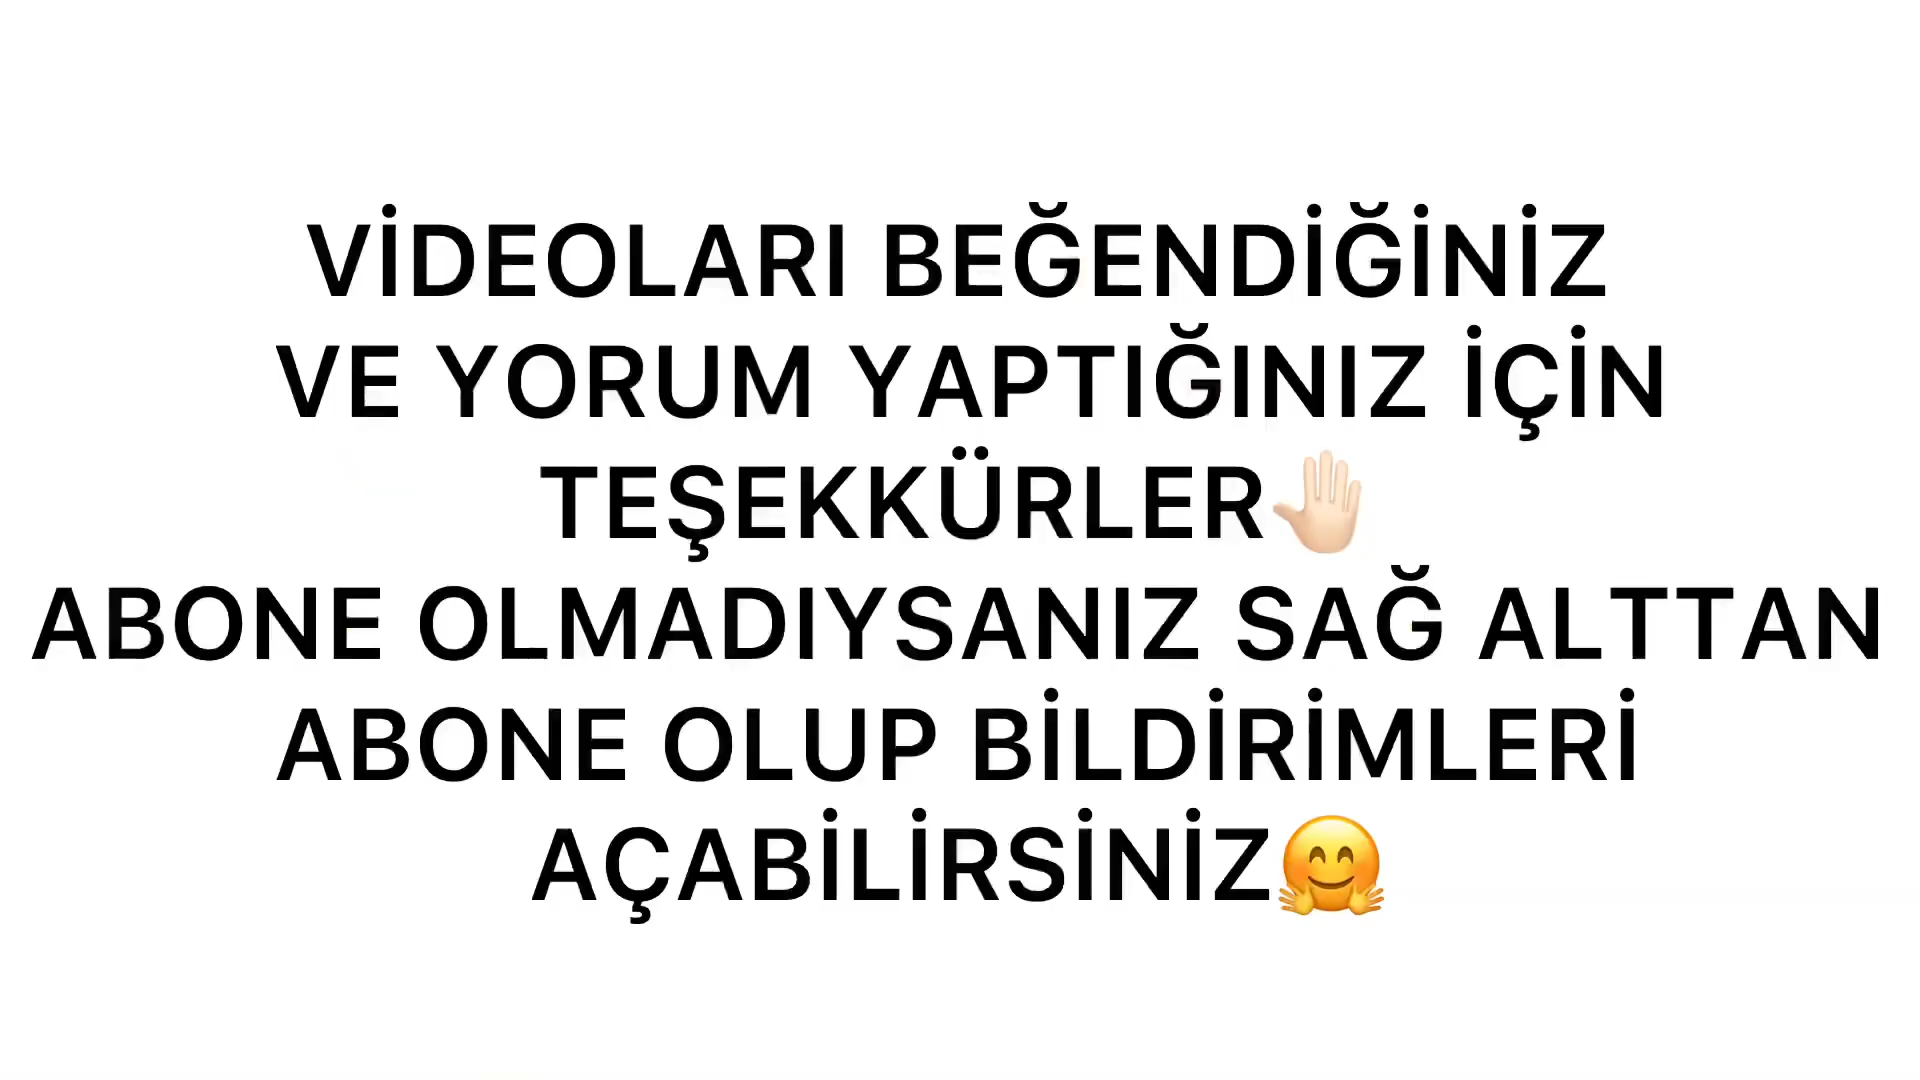 VİDEOLARI BEĞENDİĞİNİZ
VE YORUM YAPTIĞINIZ İÇİN
TEŞEKKÜRLER🤚🏻
ABONE OLMADIYSANIZ SAĞ ALTTAN
ABONE OLUP BİLDİRİMLERİ
AÇABİLİRSİNİZ🤗